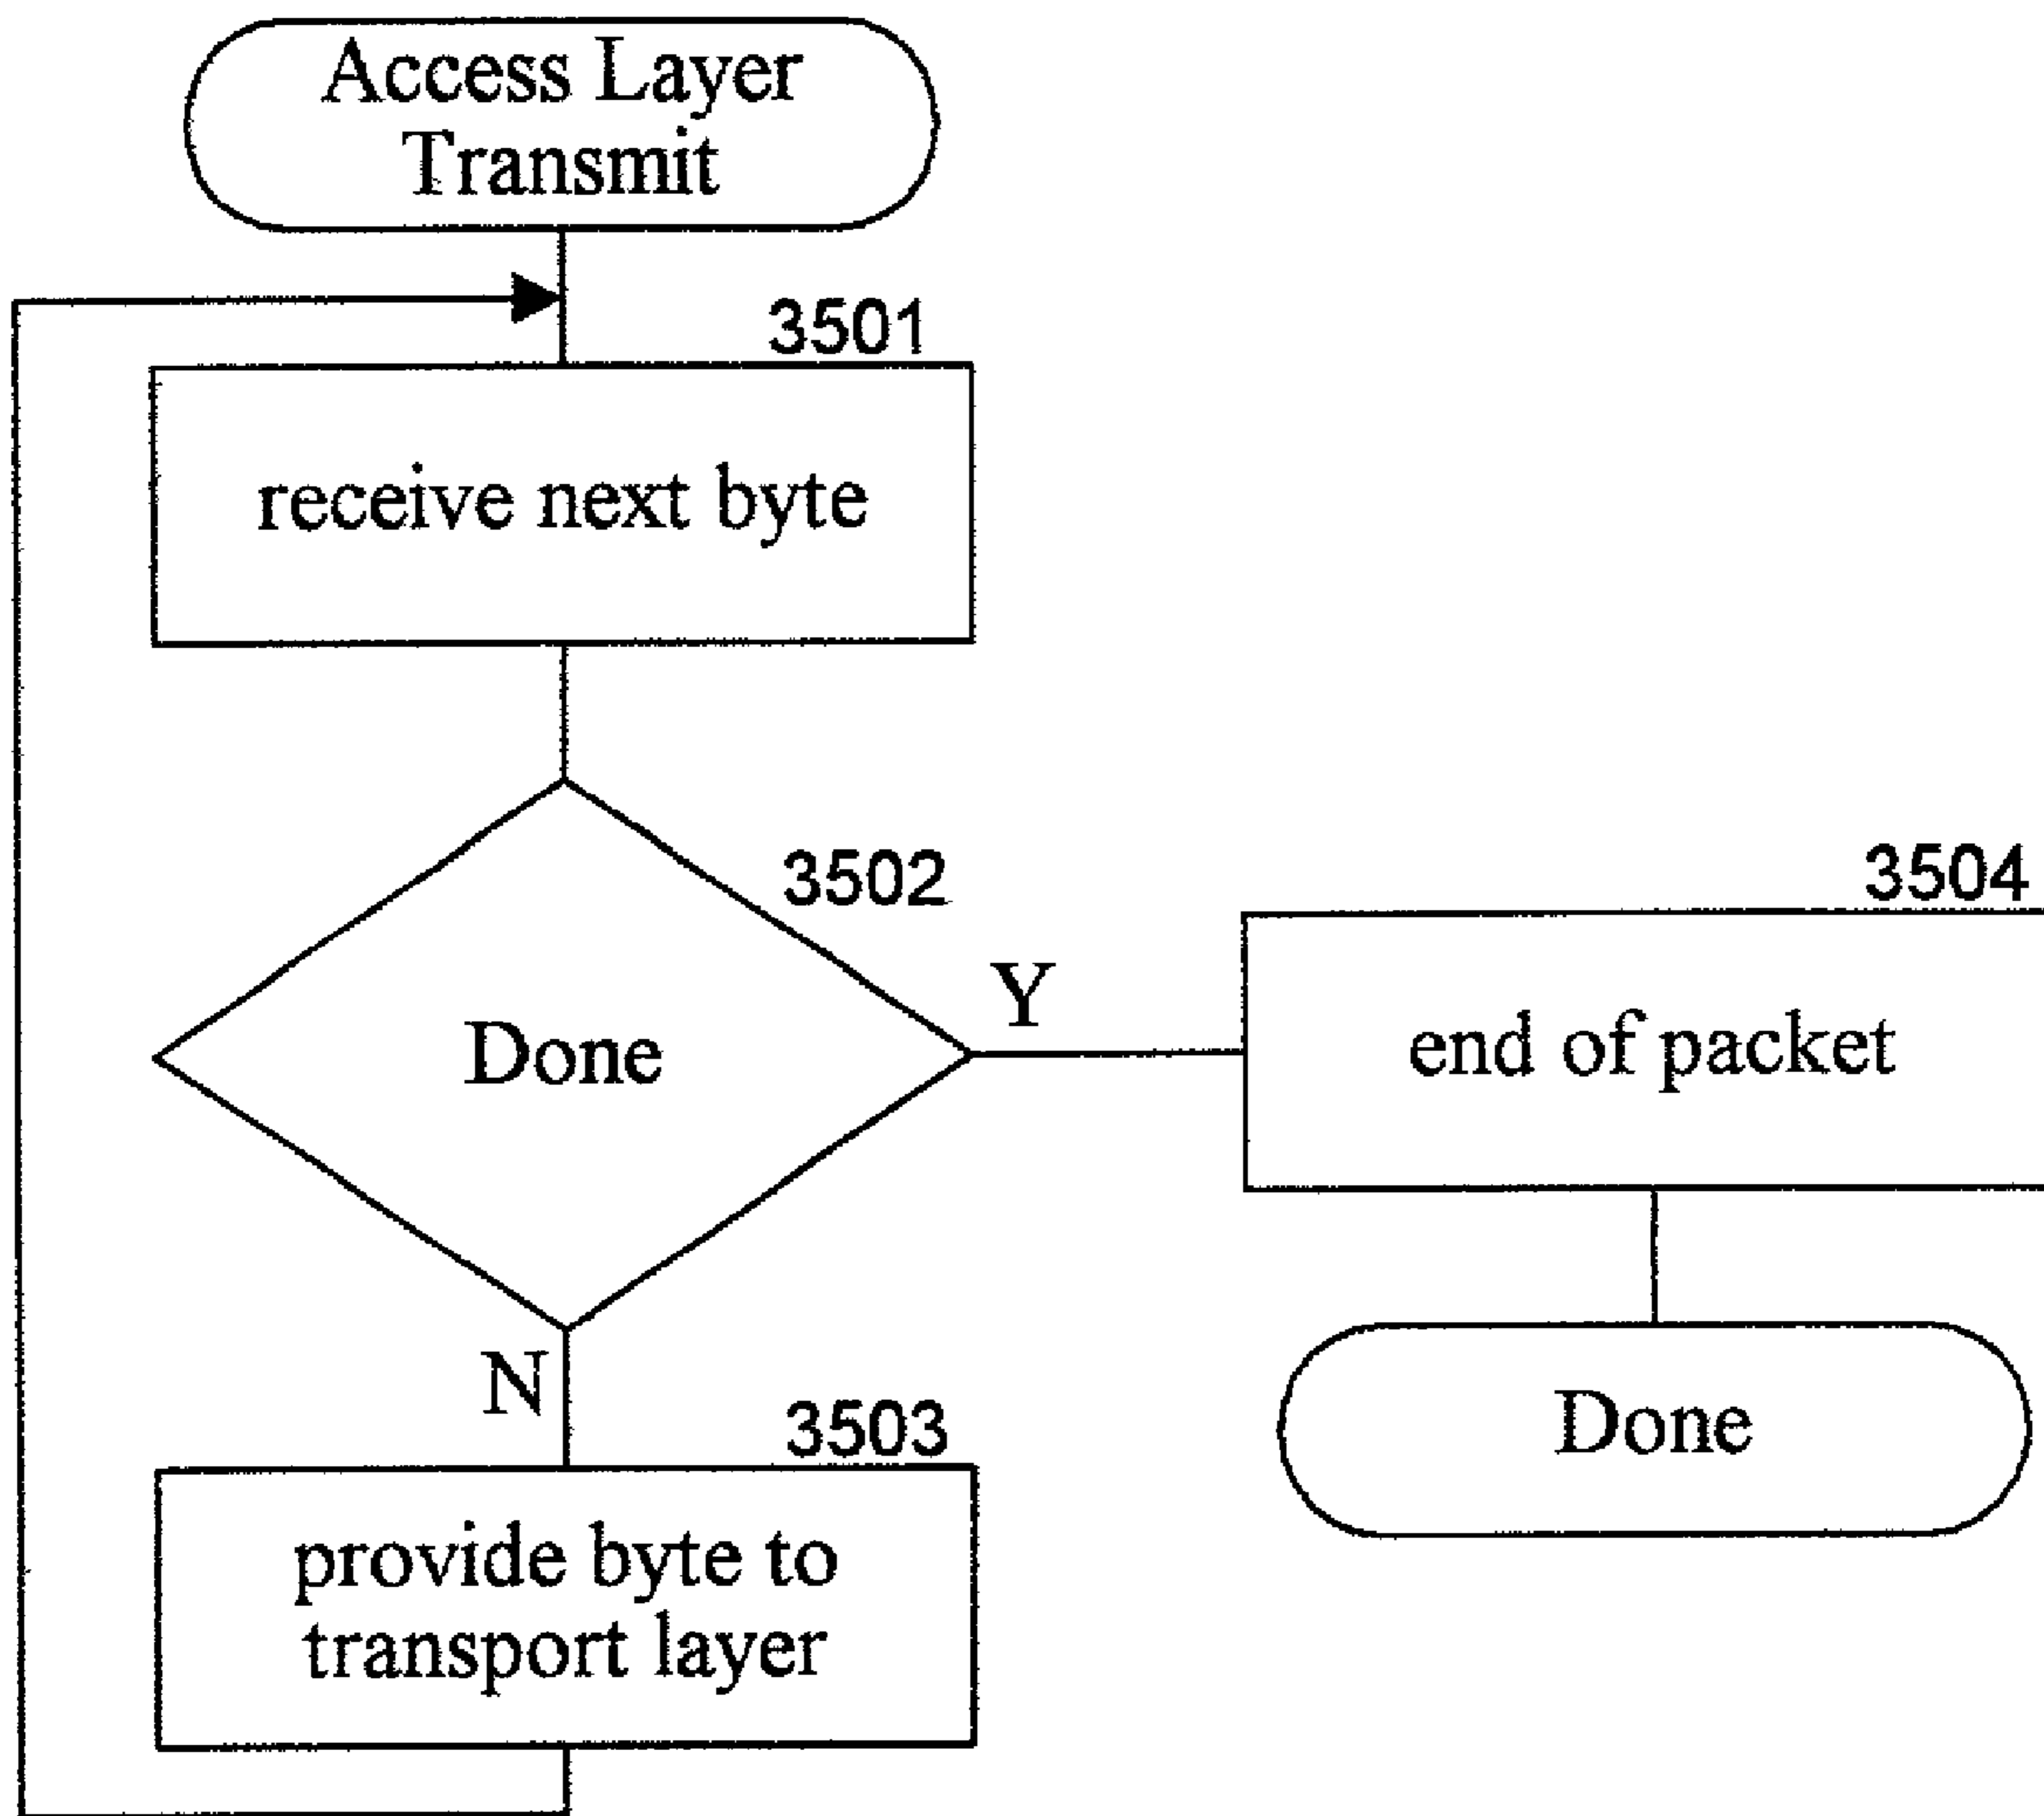 Access Layer
Transmit
3501
receive next byte
3502
Done
Y
3504
end of packet
Done
N
3503
provide byte to
transport layer